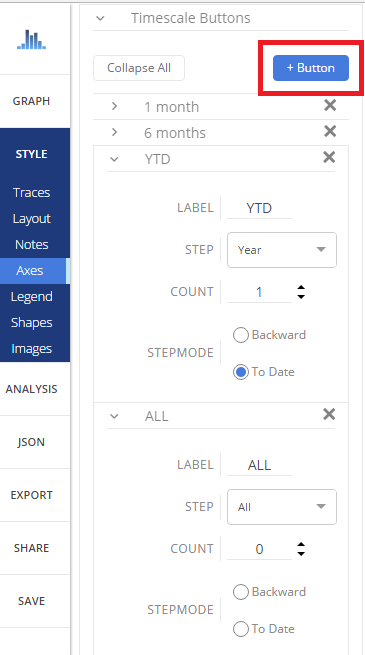 Timescale Buttons
Collapse All
+ Button
GRAPH
1 month
6 months
STYLE
YTD
Traces
Layout
Notes
Axes
Legend
Shapes
Images
LABEL YTD
STEP Year
COUNT 1
STEPMODE
Backward
To Date
ANALYSIS
ALL
JSON
EXPORT
SHARE
SAVE
LABEL ALL
STEP All
COUNT 0
STEPMODE
Backward
To Date